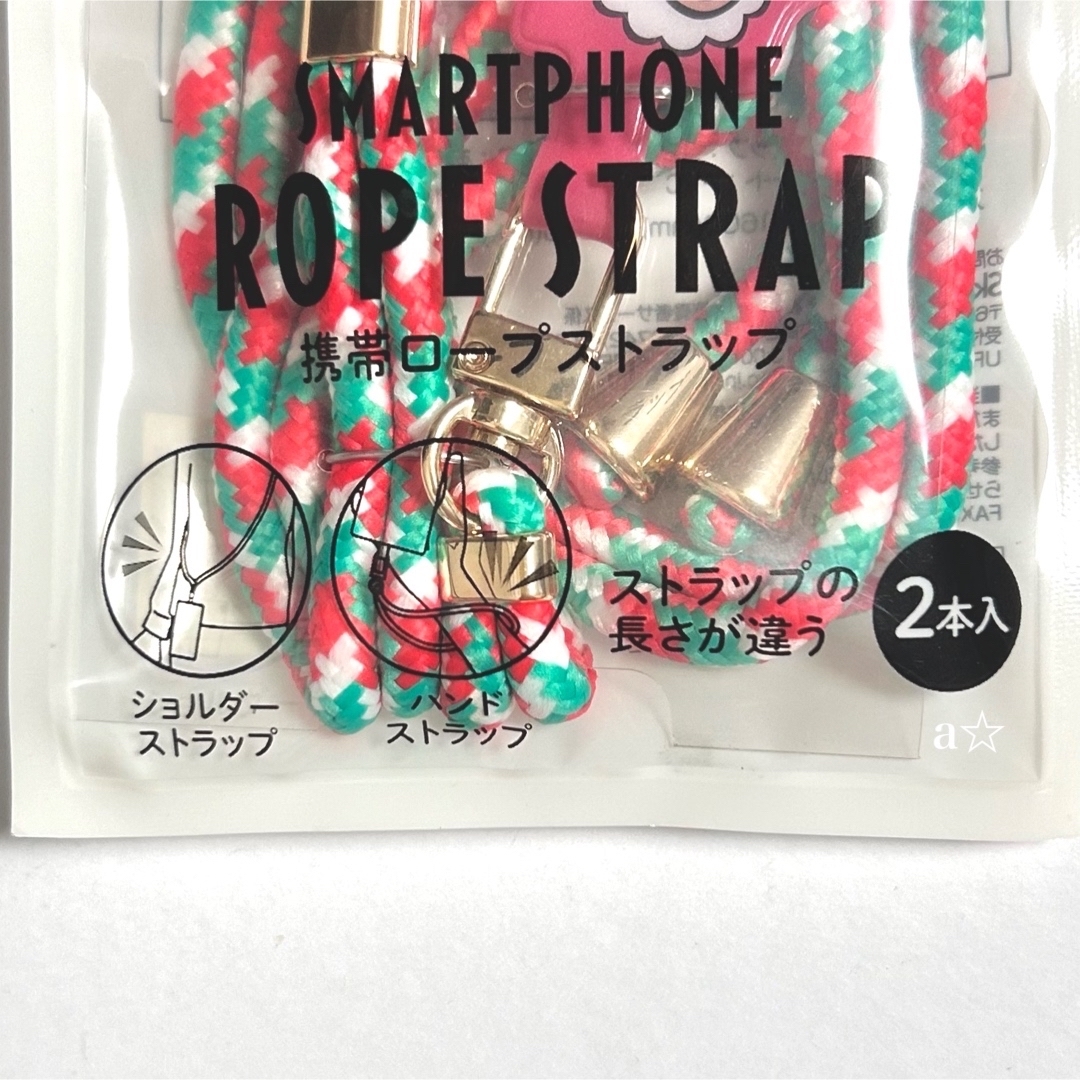 SMARTPHONE
ROPE STRAP
携帯ロープストラップ
ストラップの
長さが違う
2本入
ショルダー
ストラップ
ハンド
ストラップ
a☆